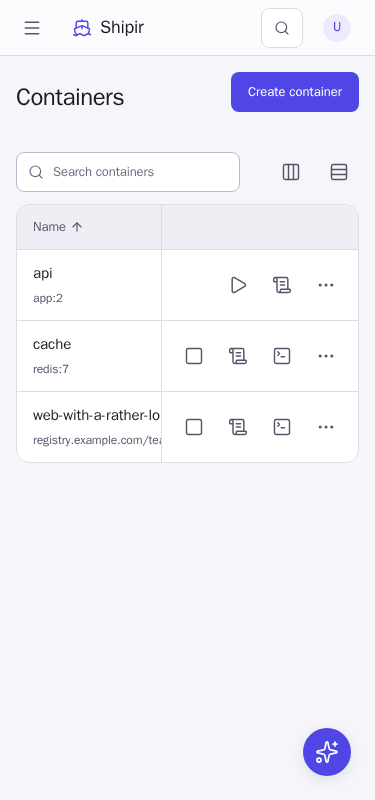 Shipir
U
Containers
Create container
Search containers
Name
api
app:2
cache
redis:7
web-with-a-rather-lo
registry.example.com/tea